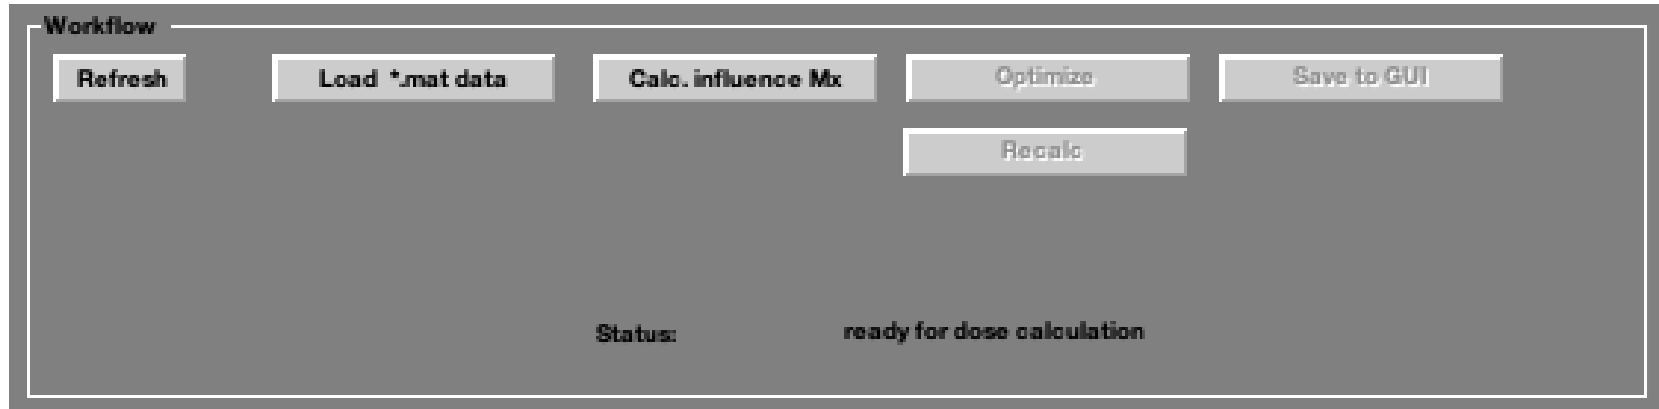 Workflow
Refresh Load *.mat data Calc. influence Mx Optimize Save to GUI
Recalc
Status: ready for dose calculation